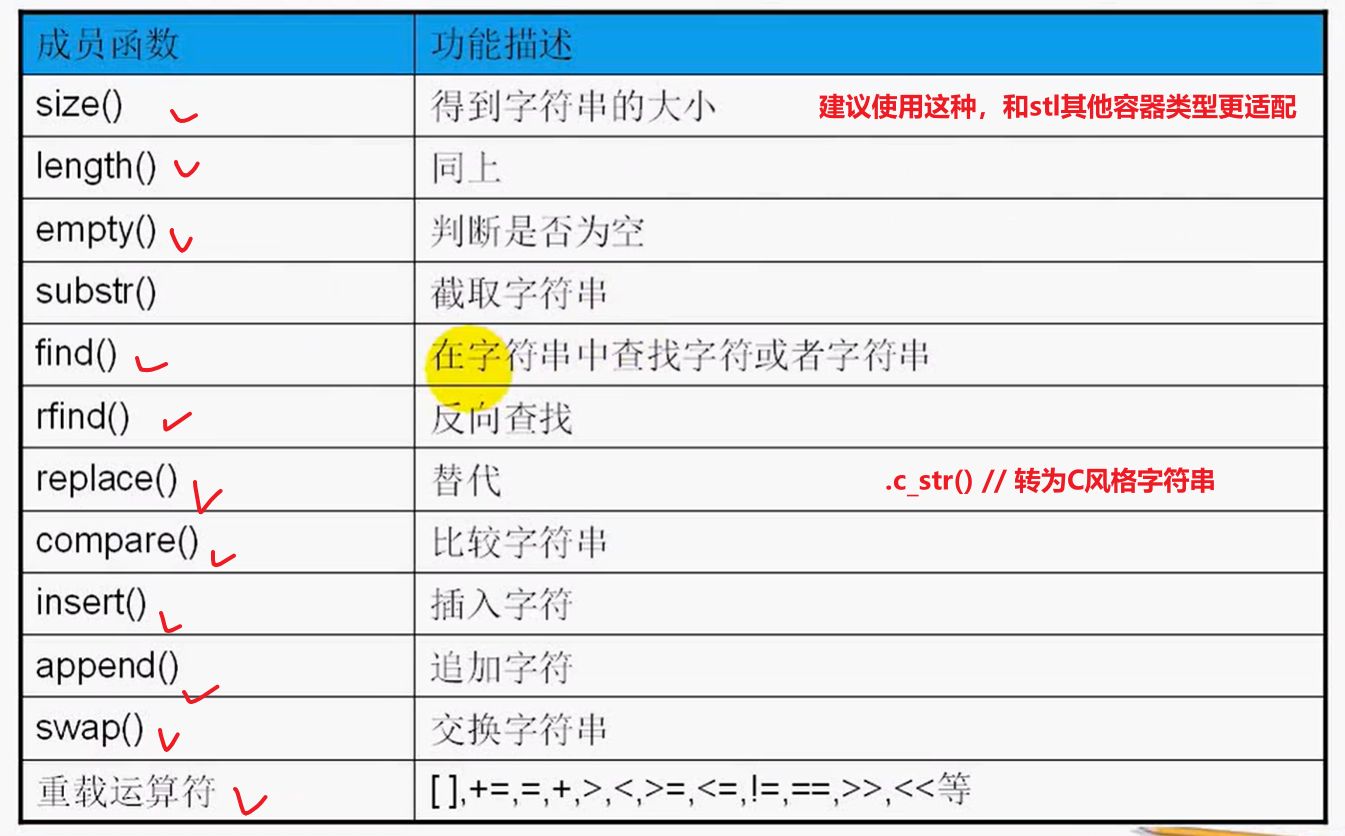 成员函数 功能描述
size() 得到字符串的大小 建议使用这种，和stl其他容器类型更适配
length() 同上
empty() 判断是否为空
substr() 截取字符串
find() 在字符串中查找字符或者字符串
rfind() 反向查找
replace() 替代 .c_str() // 转为C风格字符串
compare() 比较字符串
insert() 插入字符
append() 追加字符
swap() 交换字符串
重载运算符 [ ],+=,=,+,>,<,>=,<=,!=,==,>>,<<等